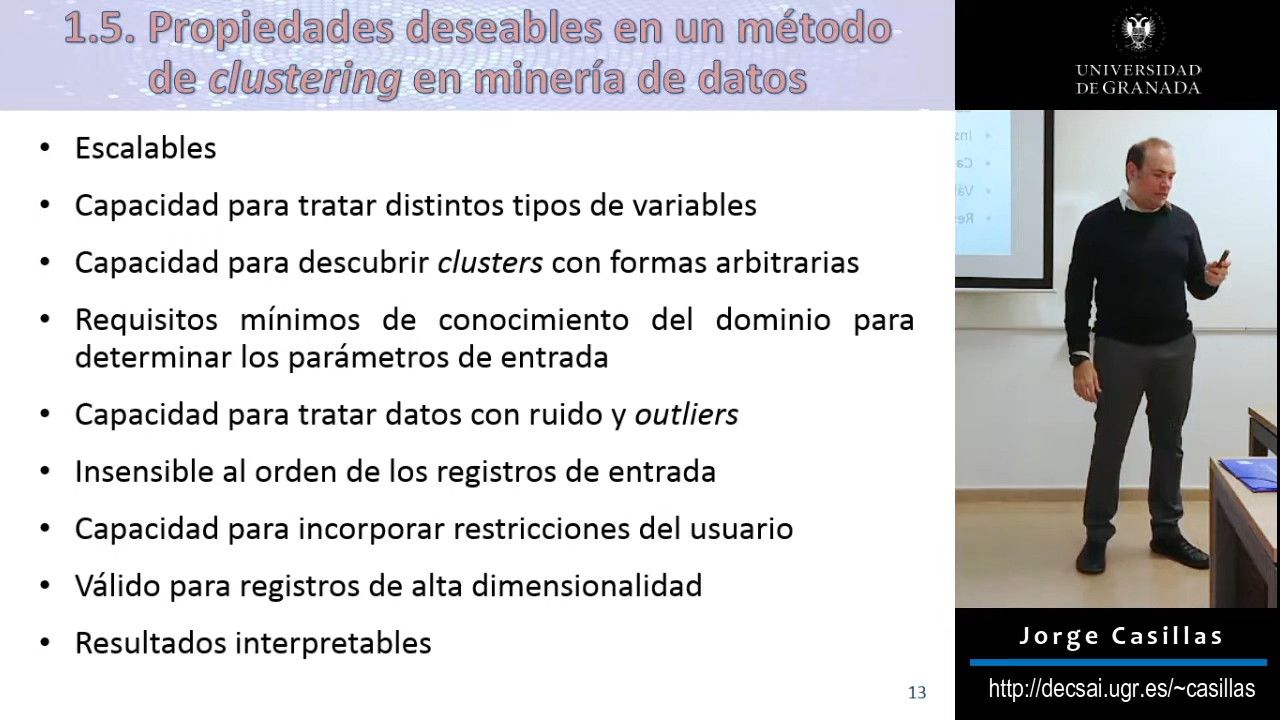 1.5. Propiedades deseables en un método
de clustering en minería de datos
• Escalables
• Capacidad para tratar distintos tipos de variables
• Capacidad para descubrir clusters con formas arbitrarias
• Requisitos mínimos de conocimiento del dominio para
determinar los parámetros de entrada
• Capacidad para tratar datos con ruido y outliers
• Insensible al orden de los registros de entrada
• Capacidad para incorporar restricciones del usuario
• Válido para registros de alta dimensionalidad
• Resultados interpretables
13
UNIVERSIDAD
DE GRANADA
Jorge Casillas
http://decsai.ugr.es/~casillas